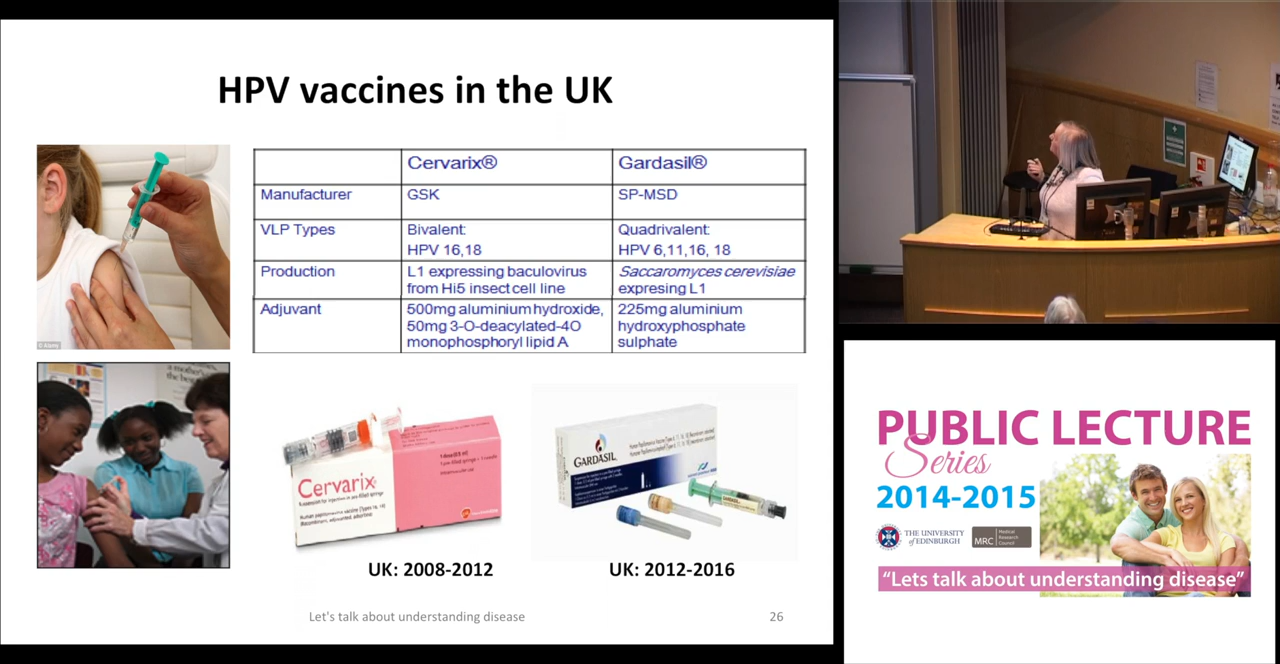 HPV vaccines in the UK
Cervarix®
Gardasil®
Manufacturer
GSK
SP-MSD
VLP Types
Bivalent:
HPV 16,18
Quadrivalent:
HPV 6,11,16, 18
Production
L1 expressing baculovirus
from Hi5 insect cell line
Saccaromyces cerevisiae
expresing L1
Adjuvant
500mg aluminium hydroxide,
50mg 3-O-deacylated-4O
monophosphoryl lipid A
225mg aluminium
hydroxyphosphate
sulphate
Cervarix
GARDASIL
UK: 2008-2012
UK: 2012-2016
Let's talk about understanding disease
26
PUBLIC LECTURE
Series
2014-2015
THE UNIVERSITY
of EDINBURGH
MRC
Medical
Research
Council
“Lets talk about understanding disease”